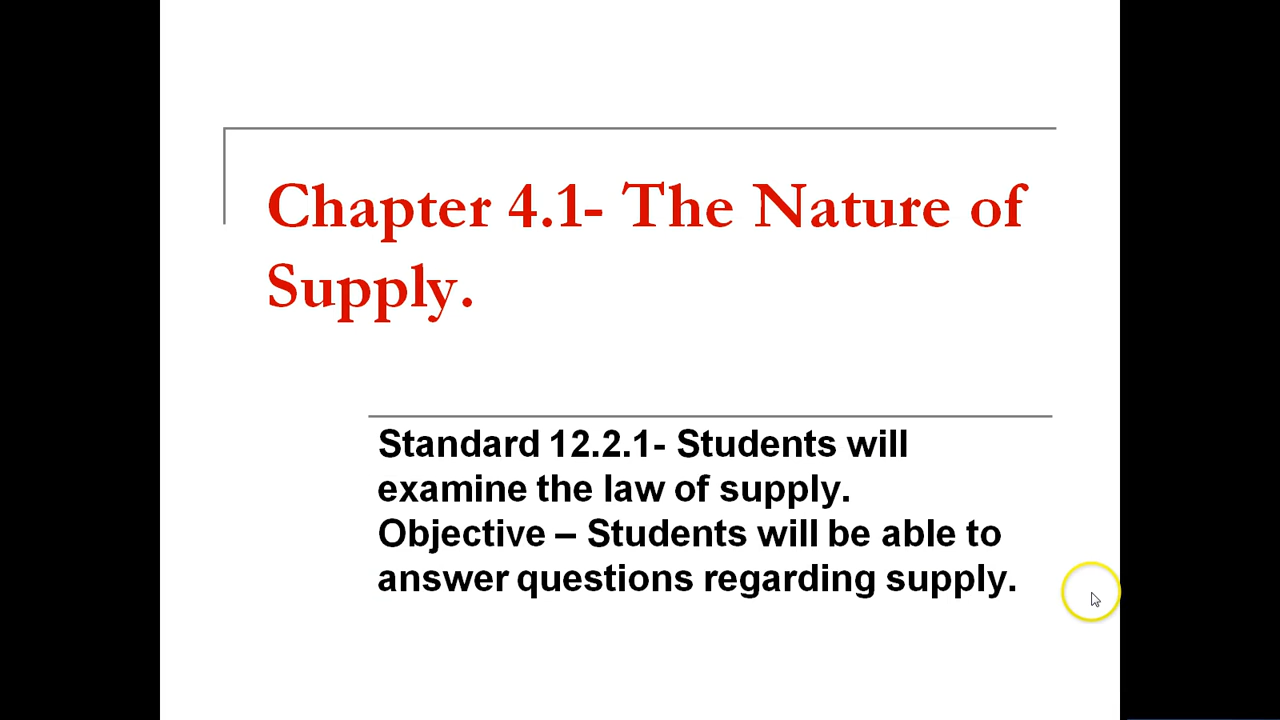 Chapter 4.1- The Nature of
Supply.
Standard 12.2.1- Students will
examine the law of supply.
Objective – Students will be able to
answer questions regarding supply.